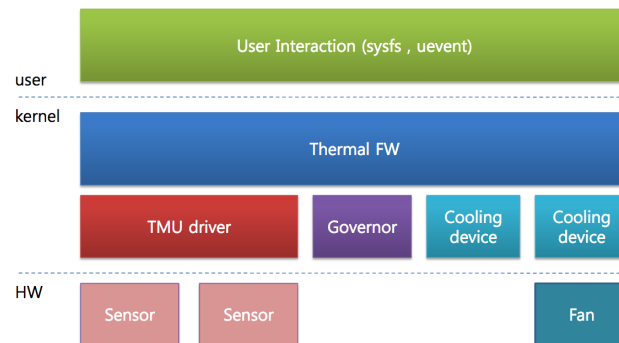 User Interaction (sysfs , uevent)
user
kernel
Thermal FW
TMU driver
Governor
Cooling
device
Cooling
device
HW
Sensor
Sensor
Fan